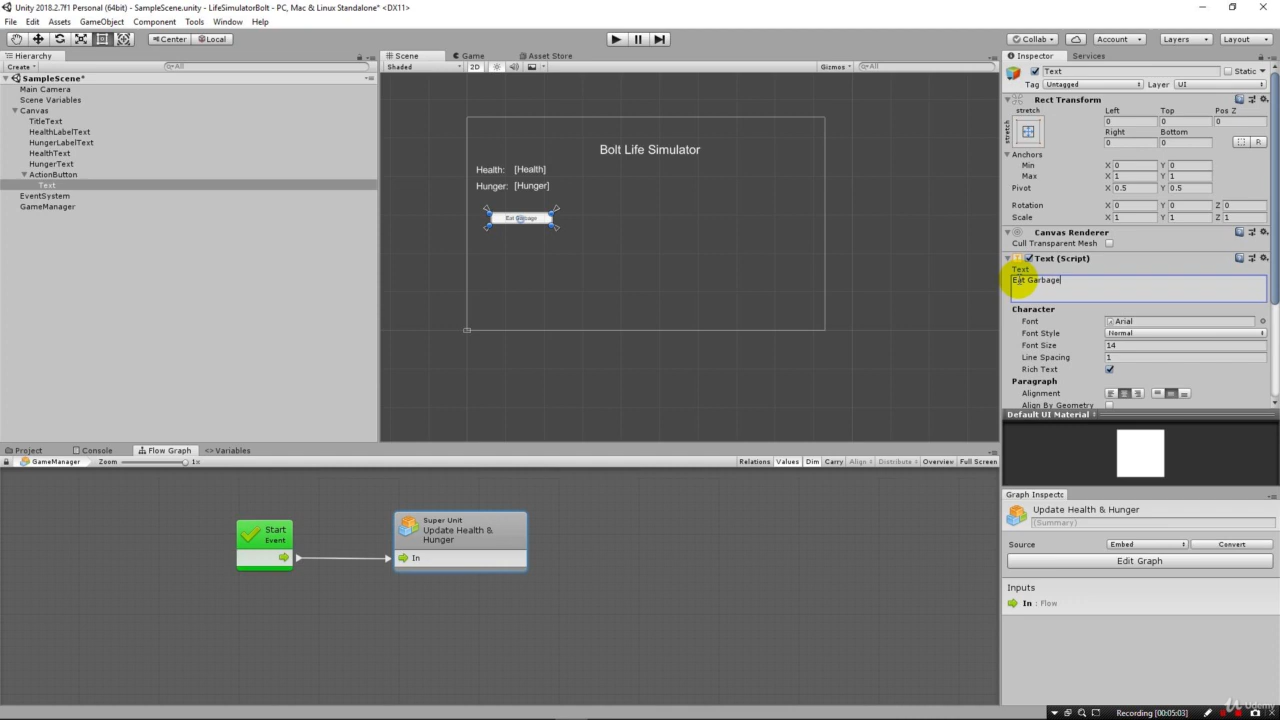 Unity 2018.2.7f1 Personal (64bit) - SampleScene.unity - LifeSimulatorBolt - PC, Mac & Linux Standalone* <DX11>
File Edit Assets GameObject Component Tools Window Help
Center Local Collab Account Layers Layout
Hierarchy Scene Game Asset Store Inspector Services
Create All Shaded 2D Gizmos All Text Static
SampleScene*
Tag Untagged Layer UI
Main Camera
Scene Variables
Canvas
TitleText
HealthLabelText
HungerLabelText
HealthText
HungerText
ActionButton
Text
EventSystem
GameManager
Bolt Life Simulator
Health: [Health]
Hunger: [Hunger]
Eat Garbage
Rect Transform
stretch Left Top Pos Z
stretch 0 0 0
Right Bottom
0 0 R
Anchors
Min X 0 Y 0
Max X 1 Y 1
Pivot X 0.5 Y 0.5
Rotation X 0 Y 0 Z 0
Scale X 1 Y 1 Z 1
Canvas Renderer
Cull Transparent Mesh
Text (Script)
Text
Eat Garbage
Character
Font Arial
Font Style Normal
Font Size 14
Line Spacing 1
Rich Text
Paragraph
Alignment
Align By Geometry
Default UI Material
Project Console Flow Graph <> Variables
GameManager Zoom 1x Relations Values Dim Carry Align Distribute Overview Full Screen
Start
Event
Super Unit
Update Health &
Hunger
In
Graph Inspecto
Update Health & Hunger
(Summary)
Source Embed Convert
Edit Graph
Inputs
In : Flow
Recording [00:05:03]
Udemy